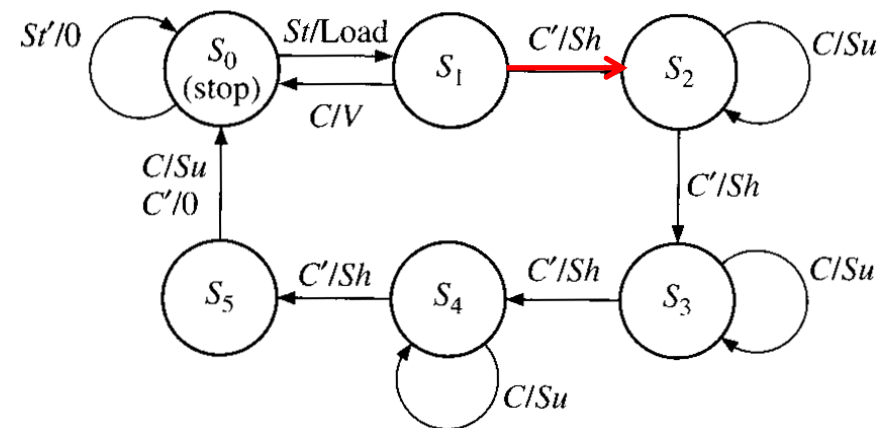 St′/0
S0
(stop)
St/Load
C/V
S1
C′/Sh
S2
C/Su
C/Su
C′/0
C′/Sh
S5
C′/Sh
S4
C′/Sh
S3
C/Su
C/Su